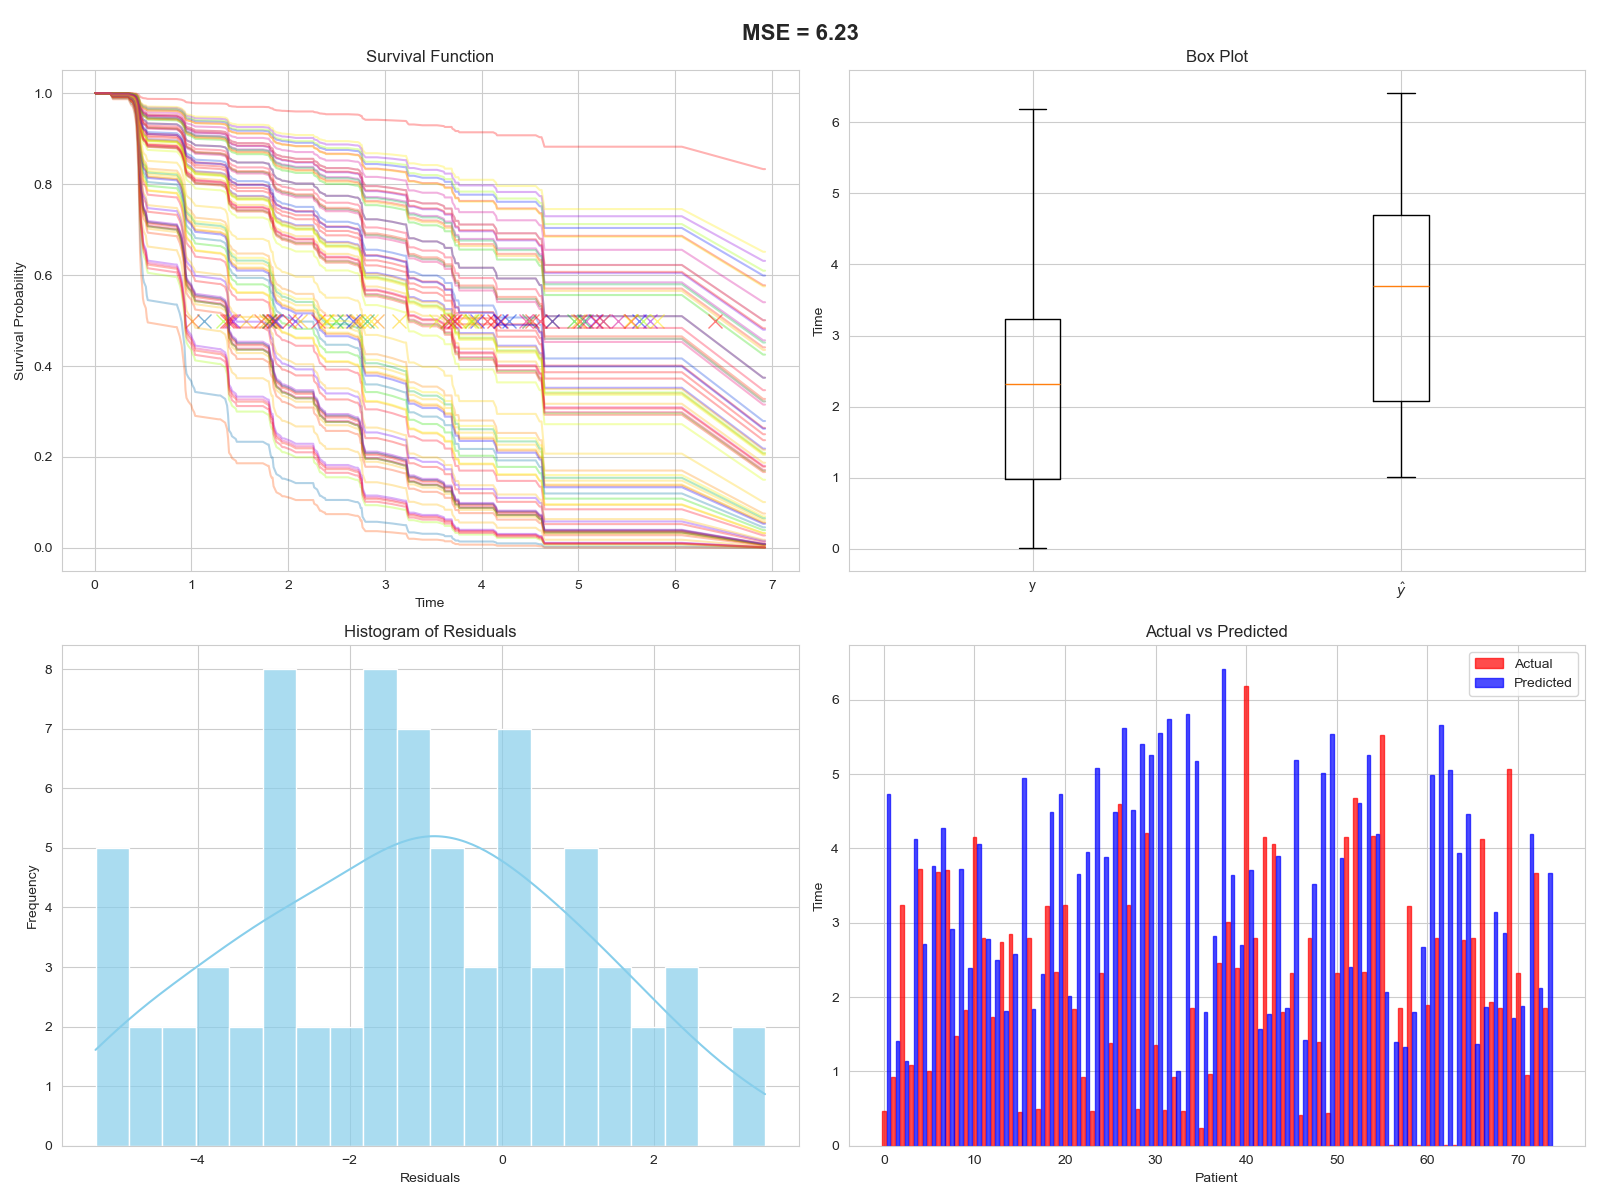 MSE = 6.23
Survival Function
Survival Probability
1.0
0.8
0.6
0.4
0.2
0.0
0 1 2 3 4 5 6 7
Time
Box Plot
Time
6
5
4
3
2
1
0
y ŷ
Histogram of Residuals
Frequency
8
7
6
5
4
3
2
1
0
−4 −2 0 2
Residuals
Actual vs Predicted
Actual
Predicted
Time
6
5
4
3
2
1
0
0 10 20 30 40 50 60 70
Patient